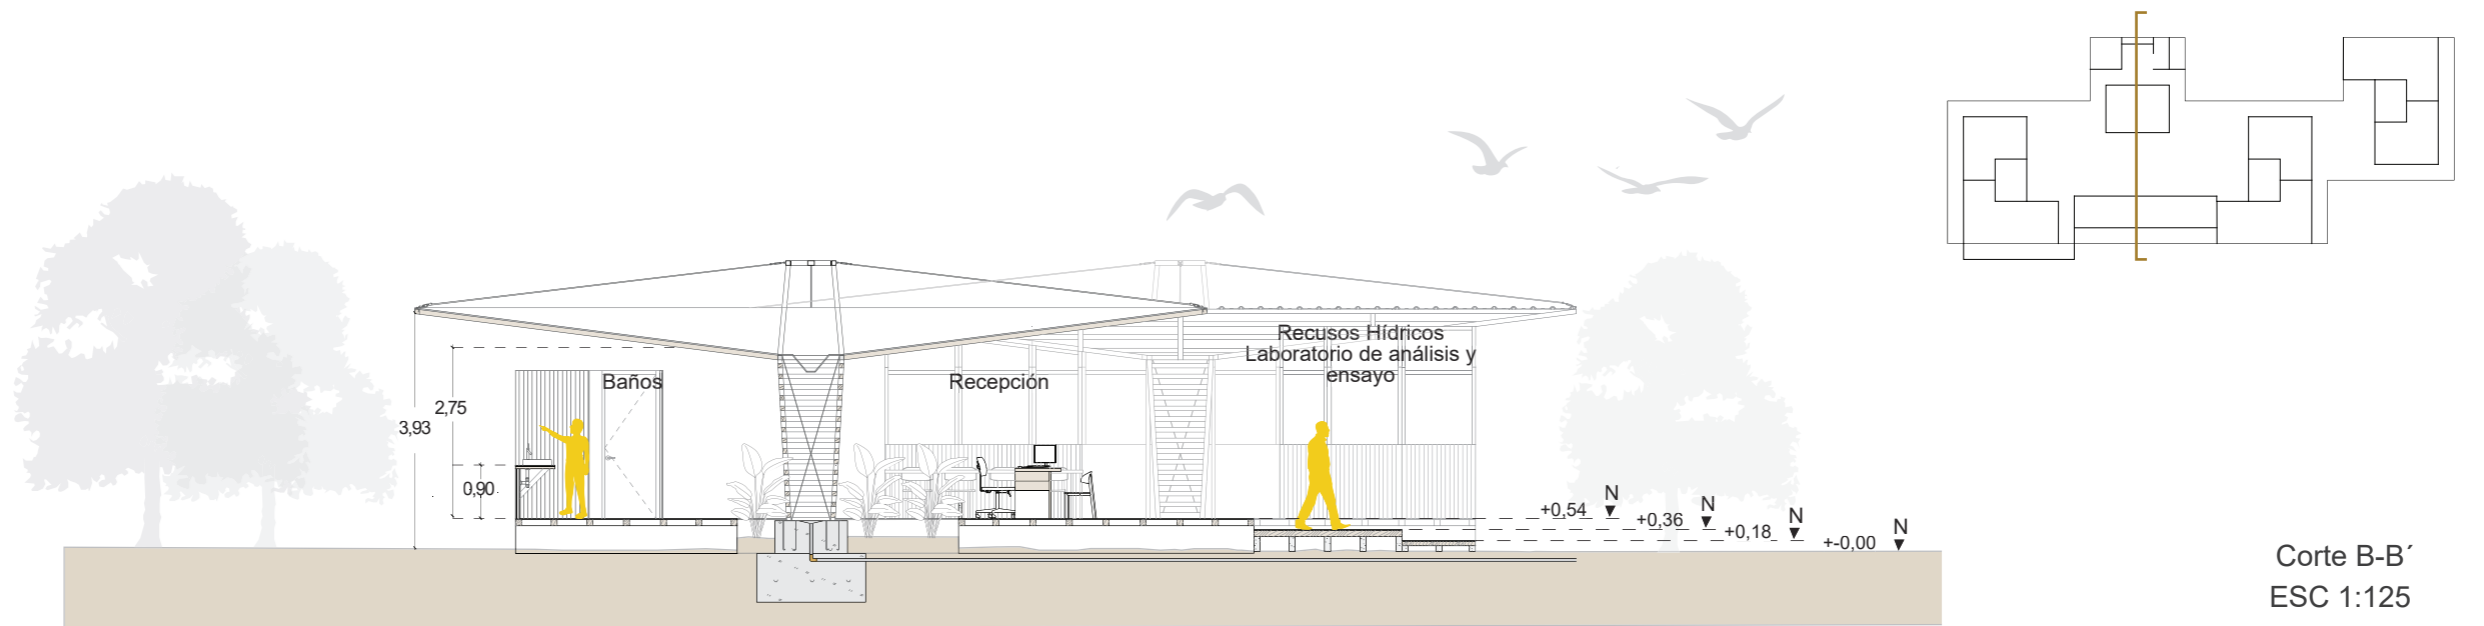 Recusos Hídricos
Laboratorio de análisis y
ensayo
Baños
Recepción
2,75
3,93
0,90
N
+0,54
N
+0,36
N
+0,18
N
+-0,00
Corte B-B´
ESC 1:125